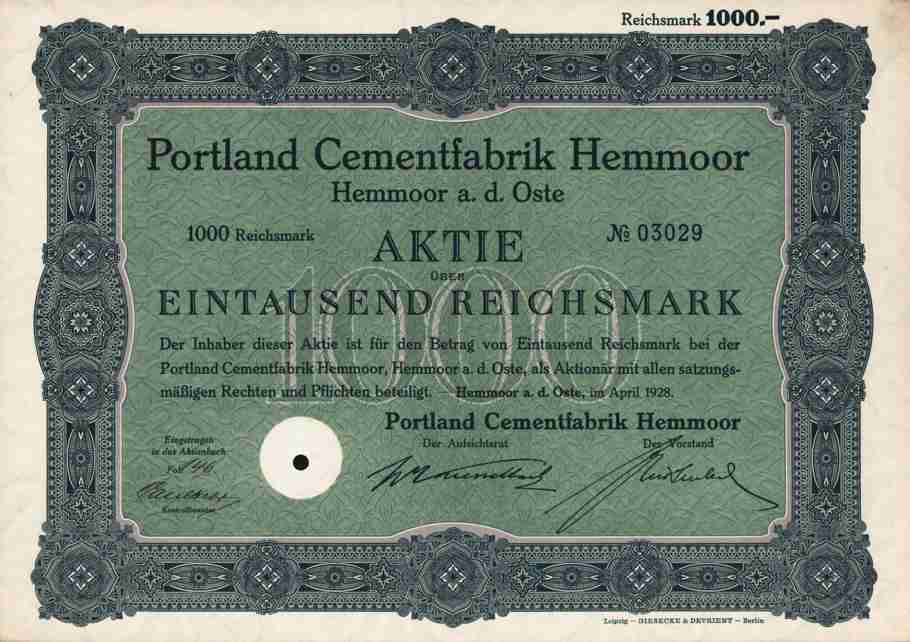 Reichsmark 1000.—
Portland Cementfabrik Hemmoor
Hemmoor a. d. Oste
1000 Reichsmark
AKTIE
№ 03029
ÜBER
EINTAUSEND REICHSMARK
1000
Der Inhaber dieser Aktie ist für den Betrag von Eintausend Reichsmark bei der
Portland Cementfabrik Hemmoor, Hemmoor a. d. Oste, als Aktionär mit allen satzungs-
mäßigen Rechten und Pflichten beteiligt. — Hemmoor a. d. Oste, im April 1928.
Portland Cementfabrik Hemmoor
Der Aufsichtsrat
Der Vorstand
Eingetragen
in das Aktienbuch
Fol. 146
Kontrollbeamter
Leipzig — GIESECKE & DEVRIENT — Berlin